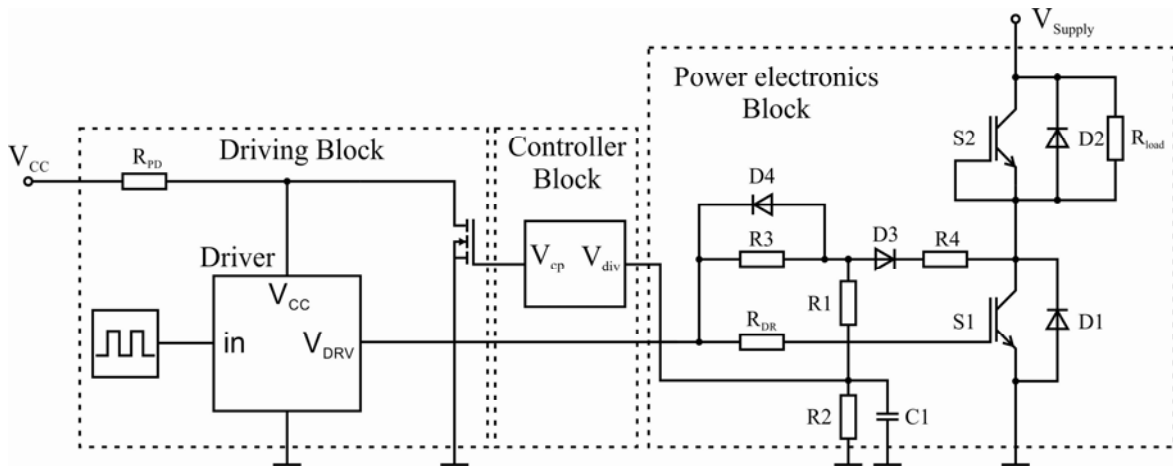 V_Supply
Power electronics
Block
S2
D2
R_load
Driving Block
Controller
Block
V_CC
R_PD
D4
R3
D3
R4
Driver
V_CC
V_cp
V_div
R1
in
V_DRV
R_DR
S1
D1
R2
C1